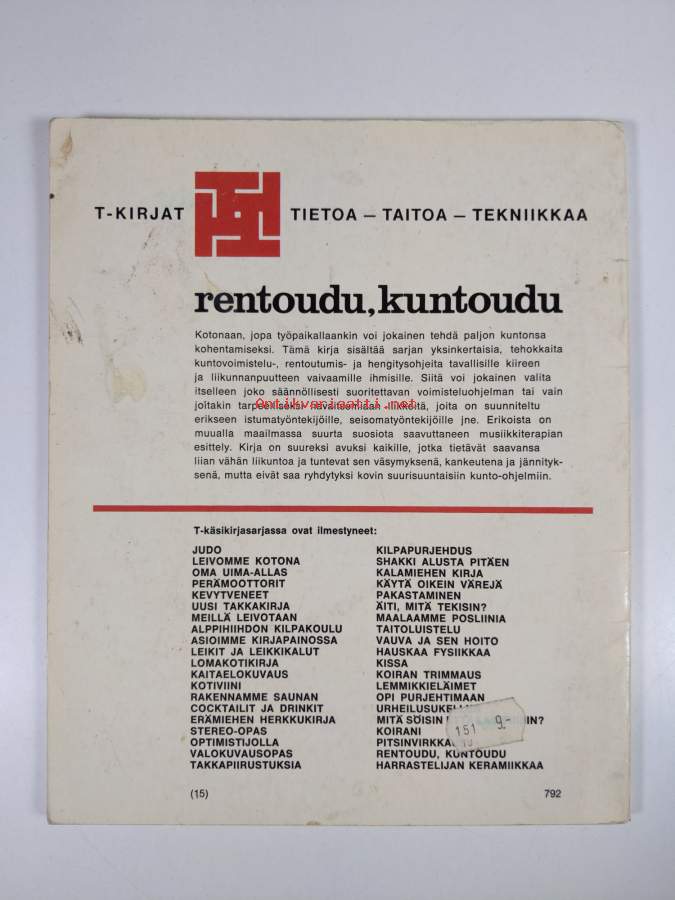 T-KIRJAT TIETOA — TAITOA — TEKNIIKKAA
rentoudu, kuntoudu
Kotonaan, jopa työpaikallaankin voi jokainen tehdä paljon kuntonsa
kohentamiseksi. Tämä kirja sisältää sarjan yksinkertaisia, tehokkaita
kuntovoimistelu-, rentoutumis- ja hengitysohjeita tavallisille kiireen
ja liikunnanpuutteen vaivaamille ihmisille. Siitä voi jokainen valita
itselleen joko säännöllisesti suoritettavan voimisteluohjelman tai vain
antikvariaatti.net
joitakin tarpeelliseksi havaitsemiaan liikkeitä, joita on suunniteltu
erikseen istumatyöntekijöille, seisomatyöntekijöille jne. Erikoista on
muualla maailmassa suurta suosiota saavuttaneen musiikkiterapian
esittely. Kirja on suureksi avuksi kaikille, jotka tietävät saavansa
liian vähän liikuntoa ja tuntevat sen väsymyksenä, kankeutena ja jännityk-
senä, mutta eivät saa ryhdytyksi kovin suurisuuntaisiin kunto-ohjelmiin.
T-käsikirjasarjassa ovat ilmestyneet:
JUDO
LEIVOMME KOTONA
OMA UIMA-ALLAS
PERÄMOOTTORIT
KEVYTVENEET
UUSI TAKKAKIRJA
MEILLÄ LEIVOTAAN
ALPPIHIIHDON KILPAKOULU
ASIOIMME KIRJAPAINOSSA
LEIKIT JA LEIKKIKALUT
LOMAKOTIKIRJA
KAITAELOKUVAUS
KOTIVIINI
RAKENNAMME SAUNAN
COCKTAILIT JA DRINKIT
ERÄMIEHEN HERKKUKIRJA
STEREO-OPAS
OPTIMISTIJOLLA
VALOKUVAUSOPAS
TAKKAPIIRUSTUKSIA
KILPAPURJEHDUS
SHAKKI ALUSTA PITÄEN
KALAMIEHEN KIRJA
KÄYTÄ OIKEIN VÄREJÄ
PAKASTAMINEN
ÄITI, MITÄ TEKISIN?
MAALAAMME POSLIINIA
TAITOLUISTELU
VAUVA JA SEN HOITO
HAUSKAA FYSIIKKAA
KISSA
KOIRAN TRIMMAUS
LEMMIKKIELÄIMET
OPI PURJEHTIMAAN
MITÄ SÖISIN
KOIRANI
RENTOUDU, KUNTOUDU
HARRASTELIJAN KERAMIIKKAA
151 9.-
(15) 792